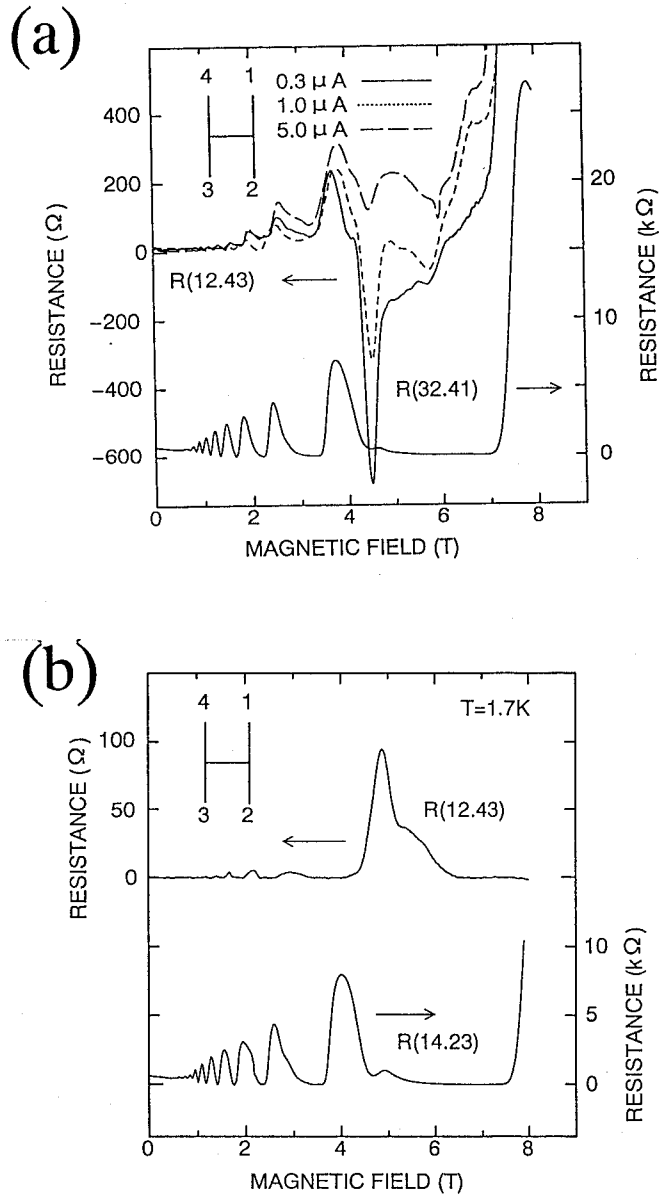 (a)
4 1
3 2
0.3 μ A
1.0 μ A
5.0 μ A
400
200
0
−200
−400
−600
RESISTANCE (Ω)
R(12.43)
R(32.41)
20
10
0
RESISTANCE (kΩ)
0 2 4 6 8
MAGNETIC FIELD (T)
(b)
4 1
3 2
T=1.7K
100
50
0
RESISTANCE (Ω)
R(12.43)
R(14.23)
10
5
0
RESISTANCE (kΩ)
0 2 4 6 8
MAGNETIC FIELD (T)